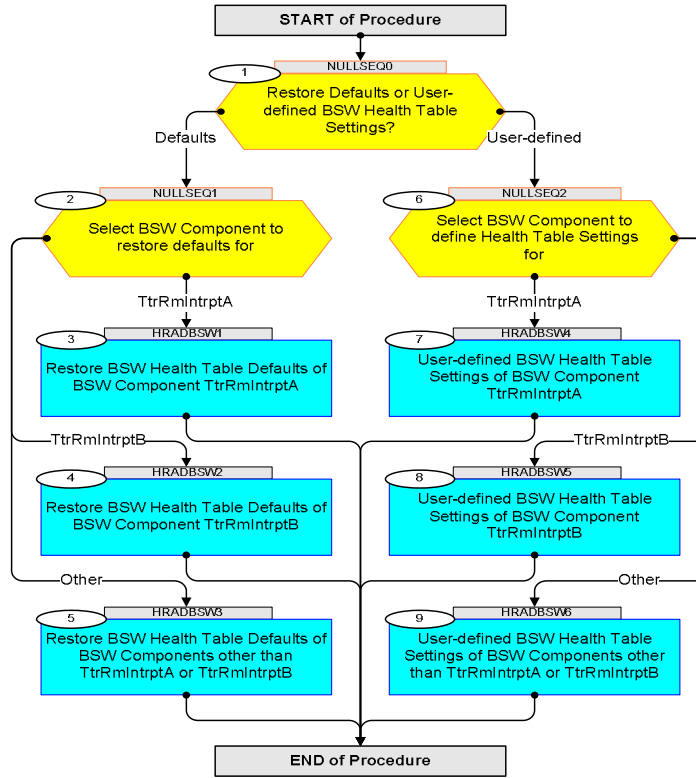 START of Procedure
NULLSEQ0
1
Restore Defaults or User-
defined BSW Health Table
Settings?
Defaults
User-defined
NULLSEQ1
2
Select BSW Component to
restore defaults for
NULLSEQ2
6
Select BSW Component to
define Health Table Settings
for
TtrRmIntrptA
TtrRmIntrptA
HRADBSW1
3
Restore BSW Health Table Defaults of
BSW Component TtrRmIntrptA
HRADBSW4
7
User-defined BSW Health Table
Settings of BSW Component
TtrRmIntrptA
TtrRmIntrptB
TtrRmIntrptB
HRADBSW2
4
Restore BSW Health Table Defaults of
BSW Component TtrRmIntrptB
HRADBSW5
8
User-defined BSW Health Table
Settings of BSW Component
TtrRmIntrptB
Other
Other
HRADBSW3
5
Restore BSW Health Table Defaults of
BSW Components other than
TtrRmIntrptA or TtrRmIntrptB
HRADBSW6
9
User-defined BSW Health Table
Settings of BSW Components other
than TtrRmIntrptA or TtrRmIntrptB
END of Procedure